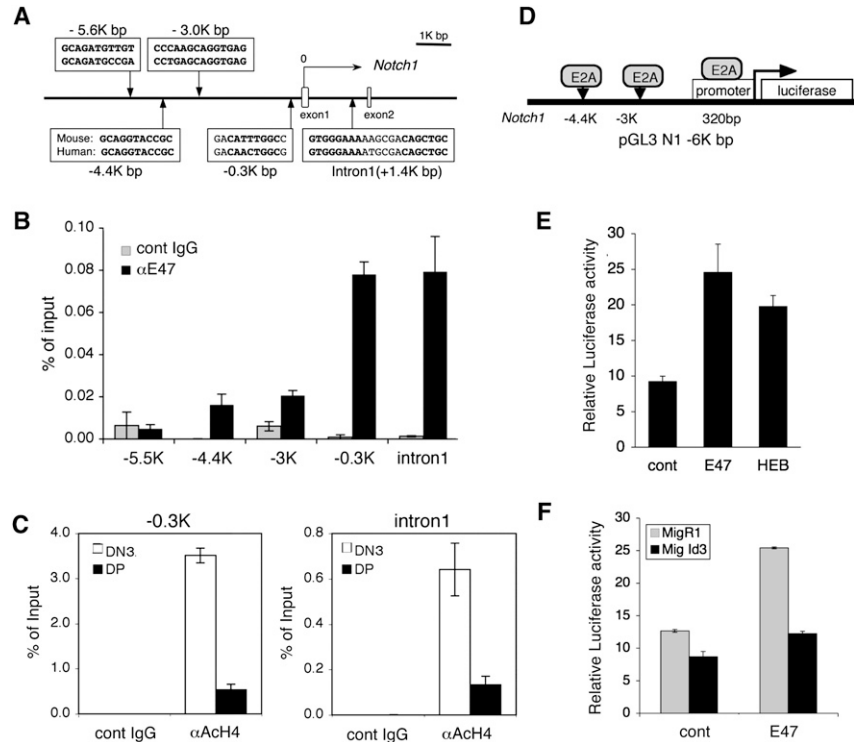 A
- 5.6K bp
- 3.0K bp
GCAGATGTTGT
GCAGATGCCGA
CCCAAGCAGGTGAG
CCTGAGCAGGTGAG
1K bp
0
Notch1
exon1
exon2
Mouse: GCAGGTACCGC
Human: GCAGGTACCGC
GACATTTGGCC
GACAACTGGCG
GTGGGAAAAAGCGACAGCTGC
GTGGGAAAATGCGACAGCTGC
-4.4K bp
-0.3K bp
Intron1(+1.4K bp)
B
cont IgG
αE47
% of input
0.10
0.08
0.06
0.04
0.02
0.00
-5.5K
-4.4K
-3K
-0.3K
intron1
C
-0.3K
DN3
DP
% of Input
4.0
3.0
2.0
1.0
0.0
cont IgG
αAcH4
intron1
DN3
DP
% of Input
0.8
0.6
0.4
0.2
0.0
cont IgG
αAcH4
D
E2A
E2A
E2A
promoter
luciferase
Notch1
-4.4K
-3K
320bp
pGL3 N1 -6K bp
E
Relative Luciferase activity
30
25
20
15
10
5
0
cont
E47
HEB
F
MigR1
Mig Id3
Relative Luciferase activity
30
25
20
15
10
5
0
cont
E47